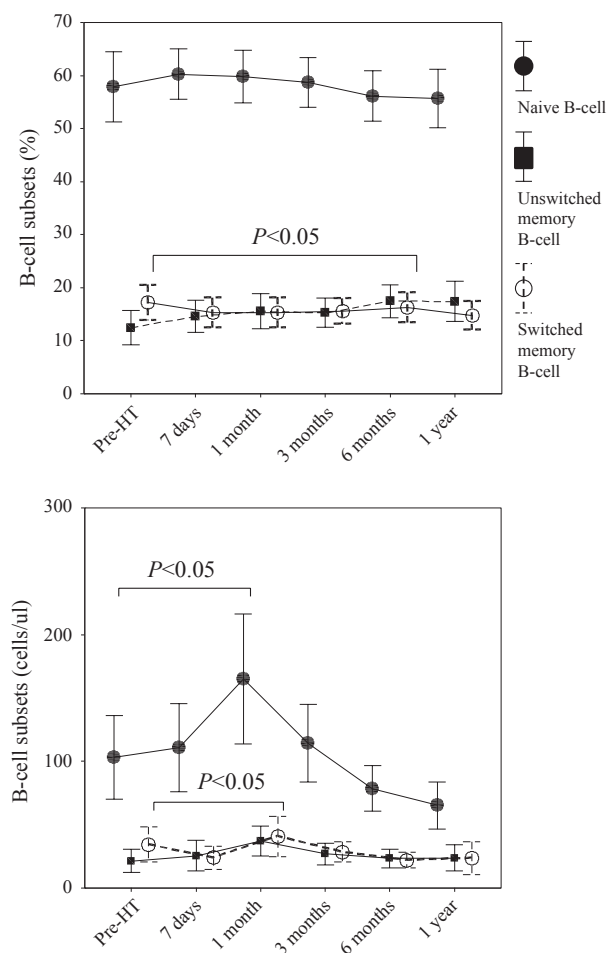 70
60
50
40
30
20
10
0
B-cell subsets (%)
P<0.05
Pre-HT
7 days
1 month
3 months
6 months
1 year
Naive B-cell
Unswitched
memory
B-cell
Switched
memory
B-cell
300
200
100
0
B-cell subsets (cells/ul)
P<0.05
P<0.05
Pre-HT
7 days
1 month
3 months
6 months
1 year